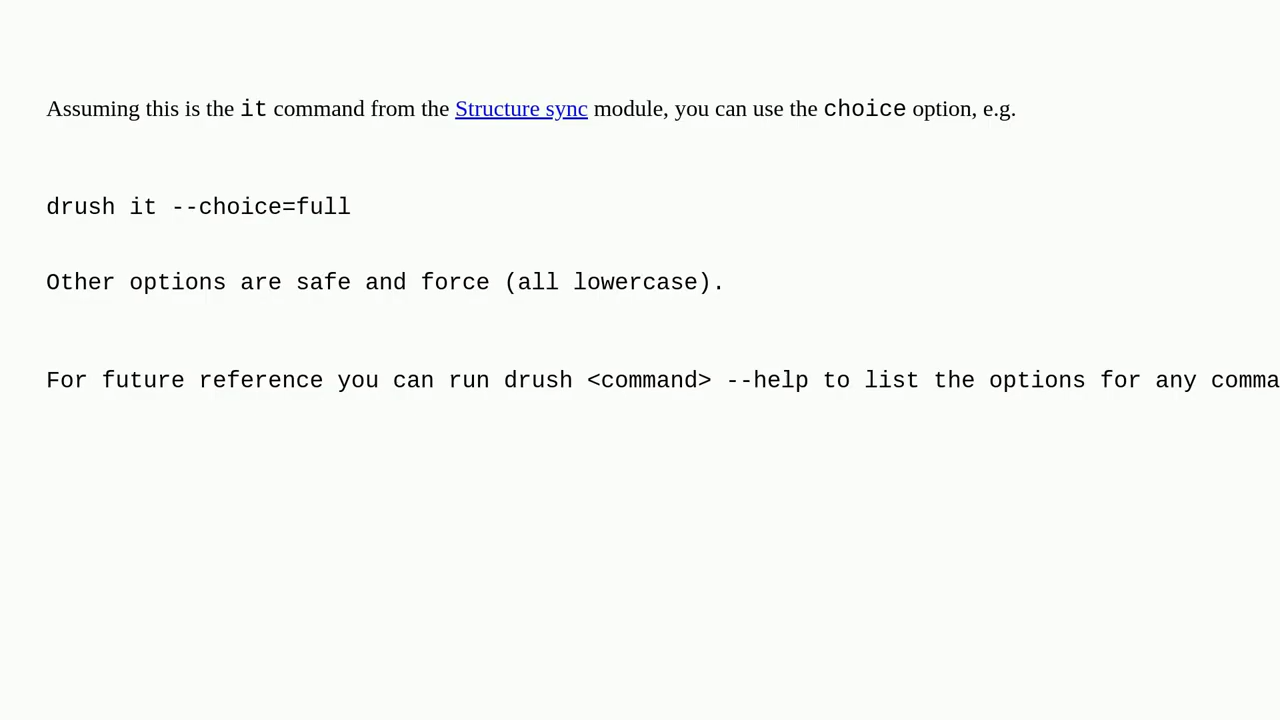 Assuming this is the it command from the Structure sync module, you can use the choice option, e.g.
drush it --choice=full
Other options are safe and force (all lowercase).
For future reference you can run drush <command> --help to list the options for any comma